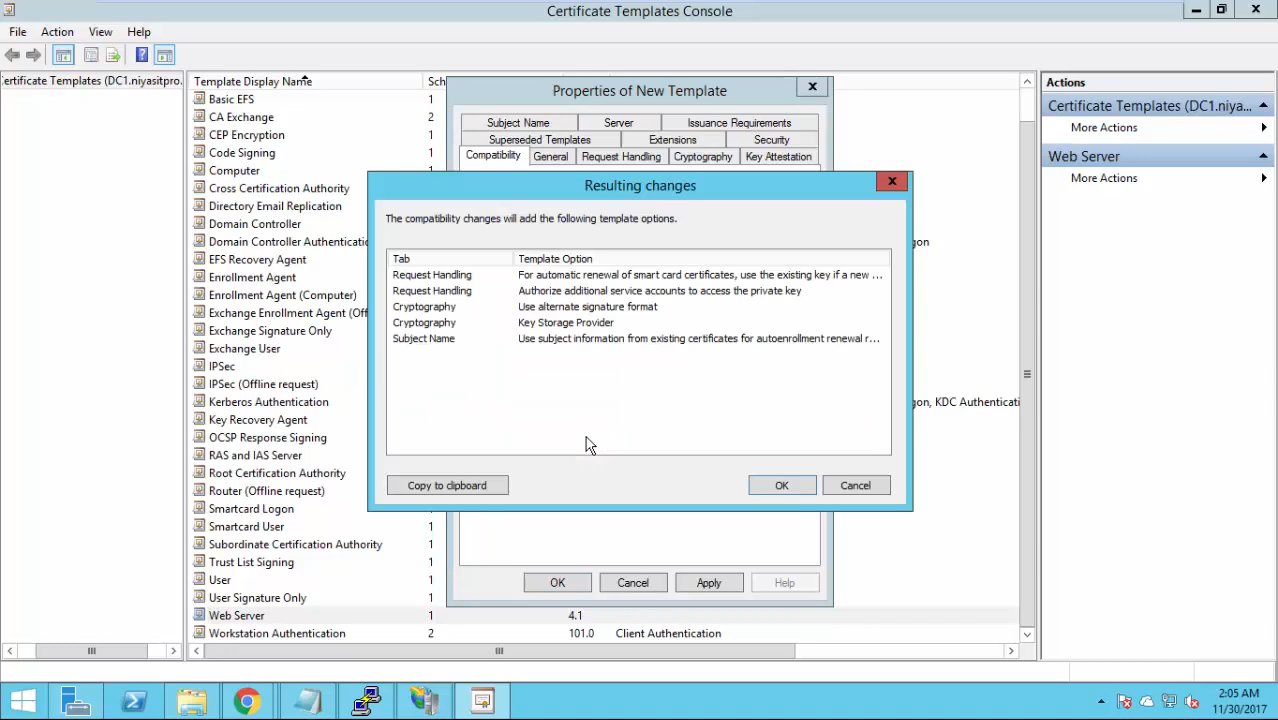 Certificate Templates Console
File Action View Help
ertificate Templates (DC1.niyasitpro.
Template Display Name Sch
Basic EFS 1
CA Exchange 2
CEP Encryption 1
Code Signing 1
Computer 1
Cross Certification Authority
Directory Email Replication
Domain Controller
Domain Controller Authenticatio
EFS Recovery Agent
Enrollment Agent
Enrollment Agent (Computer)
Exchange Enrollment Agent (Off
Exchange Signature Only
Exchange User
IPSec
IPSec (Offline request)
Kerberos Authentication
Key Recovery Agent
OCSP Response Signing
RAS and IAS Server
Root Certification Authority
Router (Offline request)
Smartcard Logon 1
Smartcard User 1
Subordinate Certification Authority 1
Trust List Signing 1
User 1
User Signature Only 1
Web Server 1 4.1
Workstation Authentication 2 101.0 Client Authentication
gon
gon, KDC Authenticati
Properties of New Template
Subject Name Server Issuance Requirements
Superseded Templates Extensions Security
Compatibility General Request Handling Cryptography Key Attestation
Resulting changes
The compatibility changes will add the following template options.
Tab Template Option
Request Handling For automatic renewal of smart card certificates, use the existing key if a new ...
Request Handling Authorize additional service accounts to access the private key
Cryptography Use alternate signature format
Cryptography Key Storage Provider
Subject Name Use subject information from existing certificates for autoenrollment renewal r...
Copy to clipboard OK Cancel
OK Cancel Apply Help
Actions
Certificate Templates (DC1.niya...
More Actions
Web Server
More Actions
2:05 AM
11/30/2017